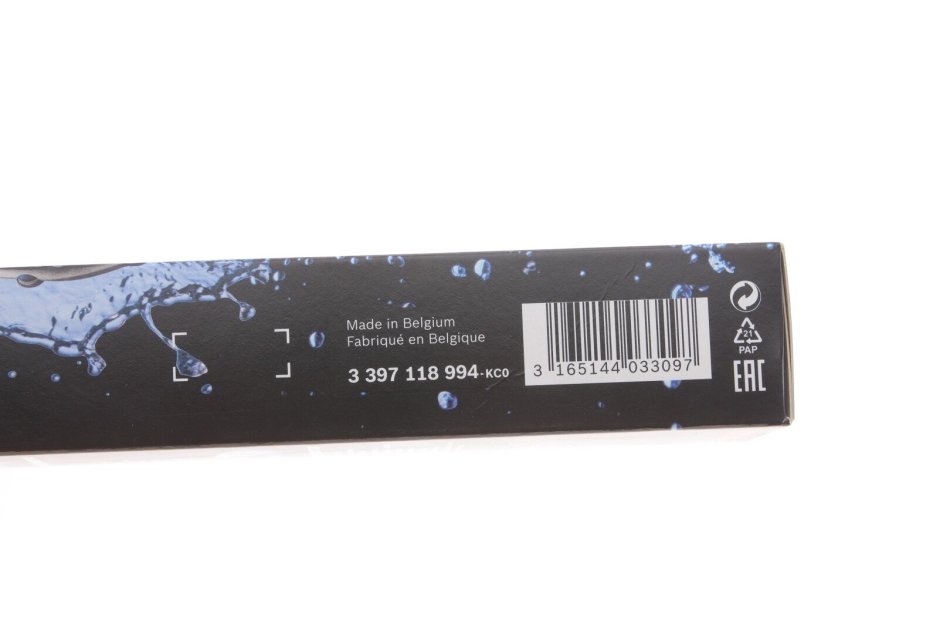 Made in Belgium
Fabriqué en Belgique
3 397 118 994-KC0
3 165144 033097
21
PAP
EAC